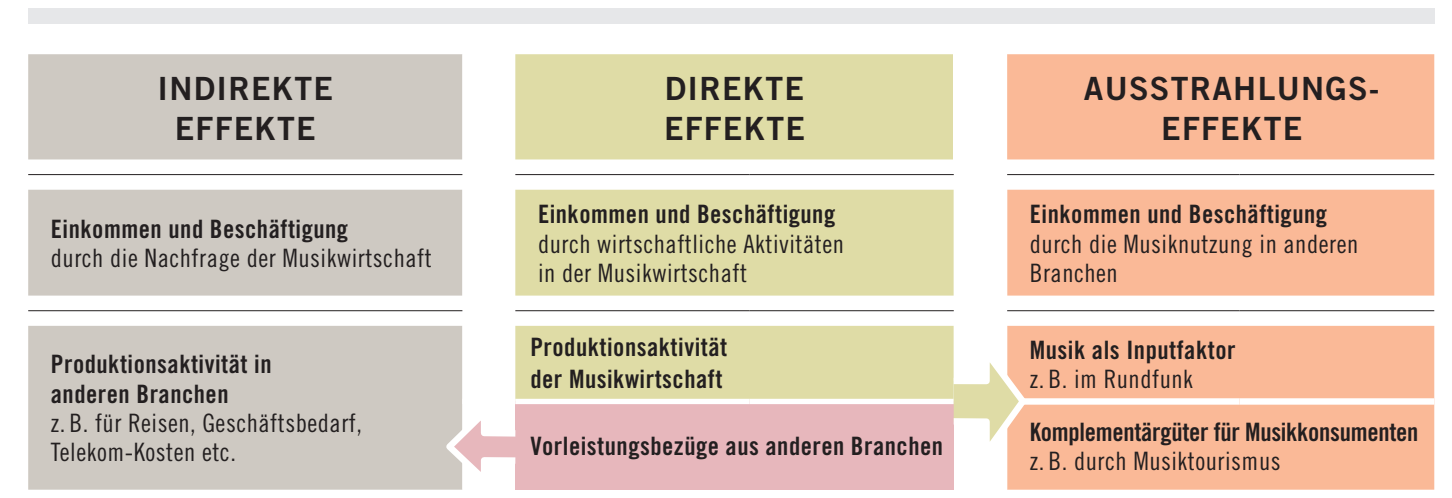 INDIREKTE
EFFEKTE
Einkommen und Beschäftigung
durch die Nachfrage der Musikwirtschaft
Produktionsaktivität in
anderen Branchen
z. B. für Reisen, Geschäftsbedarf,
Telekom-Kosten etc.
DIREKTE
EFFEKTE
Einkommen und Beschäftigung
durch wirtschaftliche Aktivitäten
in der Musikwirtschaft
Produktionsaktivität
der Musikwirtschaft
Vorleistungsbezüge aus anderen Branchen
AUSSTRAHLUNGS-
EFFEKTE
Einkommen und Beschäftigung
durch die Musiknutzung in anderen
Branchen
Musik als Inputfaktor
z. B. im Rundfunk
Komplementärgüter für Musikkonsumenten
z. B. durch Musiktourismus